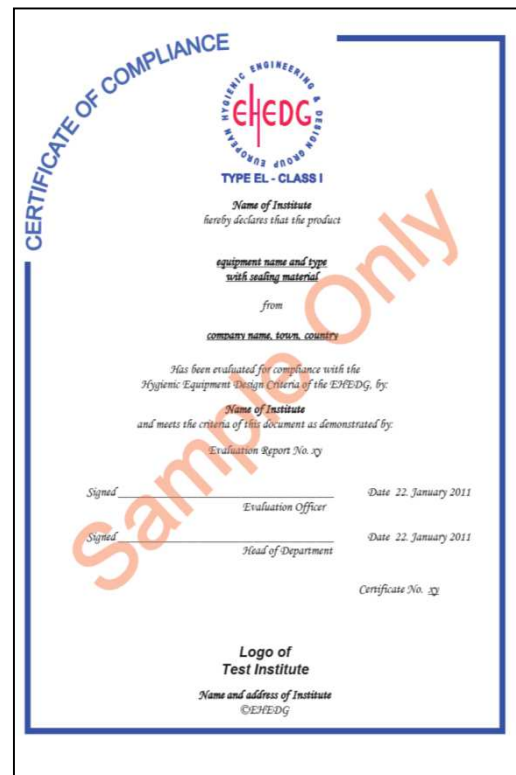 CERTIFICATE OF COMPLIANCE
HYGIENIC ENGINEERING & DESIGN GROUP EUROPEAN
EHEDG
TYPE EL - CLASS I
Name of Institute
hereby declares that the product
equipment name and type
with sealing material
from
company name, town, country
Has been evaluated for compliance with the
Hygienic Equipment Design Criteria of the EHEDG, by:
Name of Institute
and meets the criteria of this document as demonstrated by:
Evaluation Report No. xy
Signed Date 22. January 2011
Evaluation Officer
Signed Date 22. January 2011
Head of Department
Certificate No. xy
Logo of
Test Institute
Name and address of Institute
©EHEDG
Sample Only